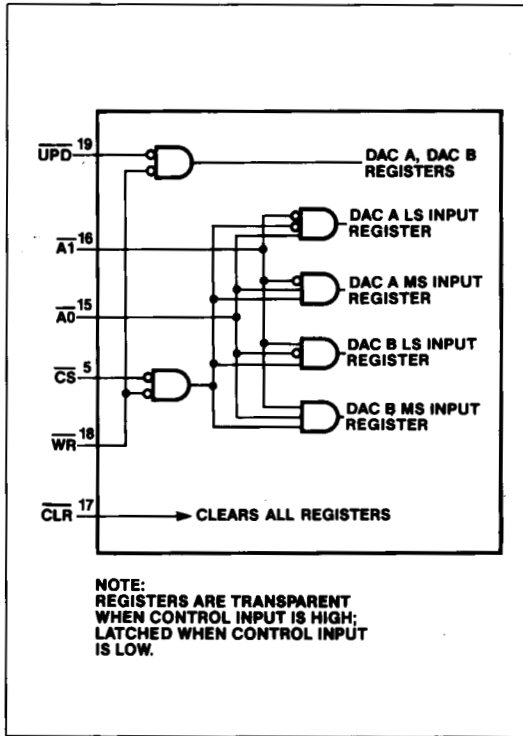 UPD 19
DAC A, DAC B
REGISTERS
DAC A LS INPUT
REGISTER
A1 16
DAC A MS INPUT
REGISTER
A0 15
DAC B LS INPUT
REGISTER
CS 5
DAC B MS INPUT
REGISTER
WR 18
CLR 17
CLEARS ALL REGISTERS
NOTE:
REGISTERS ARE TRANSPARENT
WHEN CONTROL INPUT IS HIGH;
LATCHED WHEN CONTROL INPUT
IS LOW.